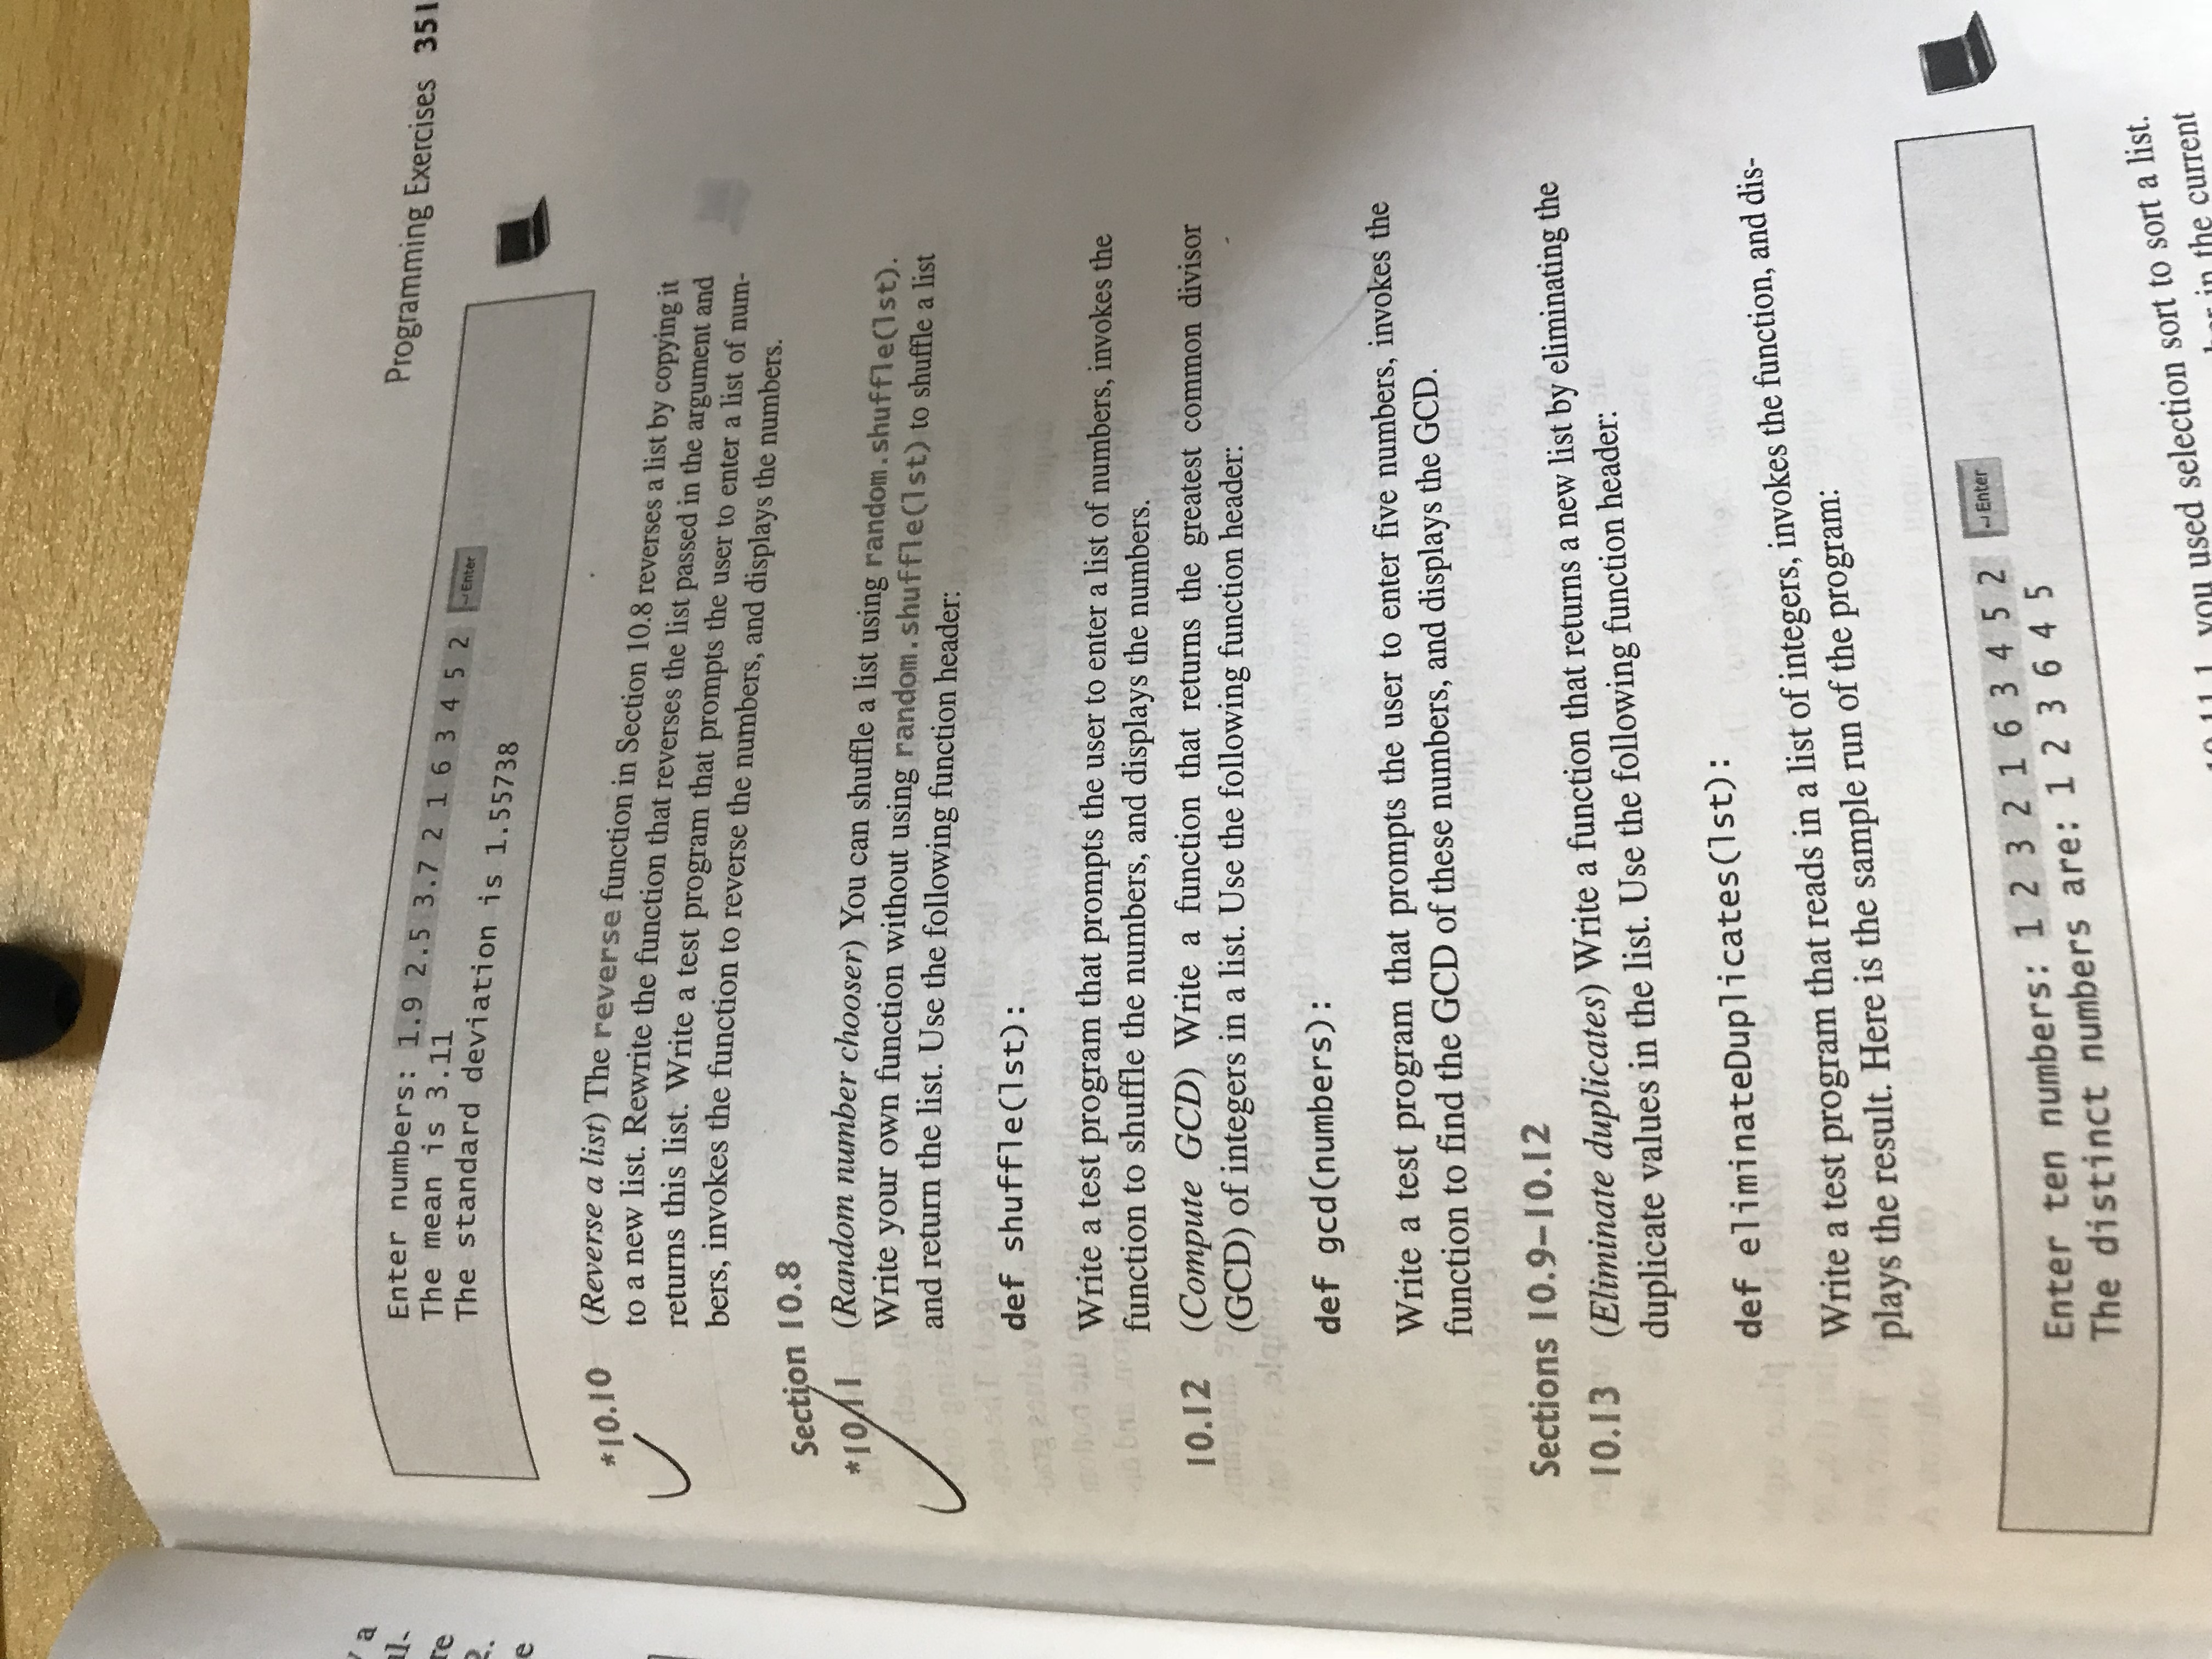 y a
ul-
re
2.
e
Programming Exercises 351
Enter numbers: 1.9 2.5 3.7 2 1 6 3 4 5 2 ↵Enter
The mean is 3.11
The standard deviation is 1.55738
*10.10 (Reverse a list) The reverse function in Section 10.8 reverses a list by copying it
to a new list. Rewrite the function that reverses the list passed in the argument and
returns this list. Write a test program that prompts the user to enter a list of num-
bers, invokes the function to reverse the numbers, and displays the numbers.
Section 10.8
*10.11 (Random number chooser) You can shuffle a list using random.shuffle(lst).
Write your own function without using random.shuffle(lst) to shuffle a list
and return the list. Use the following function header:
def shuffle(lst):
Write a test program that prompts the user to enter a list of numbers, invokes the
function to shuffle the numbers, and displays the numbers.
10.12 (Compute GCD) Write a function that returns the greatest common divisor
(GCD) of integers in a list. Use the following function header:
def gcd(numbers):
Write a test program that prompts the user to enter five numbers, invokes the
function to find the GCD of these numbers, and displays the GCD.
Sections 10.9–10.12
10.13 (Eliminate duplicates) Write a function that returns a new list by eliminating the
duplicate values in the list. Use the following function header:
def eliminateDuplicates(lst):
Write a test program that reads in a list of integers, invokes the function, and dis-
plays the result. Here is the sample run of the program:
Enter ten numbers: 1 2 3 2 1 6 3 4 5 2 ↵Enter
The distinct numbers are: 1 2 3 6 4 5
10.11.1, you used selection sort to sort a list.
in the current